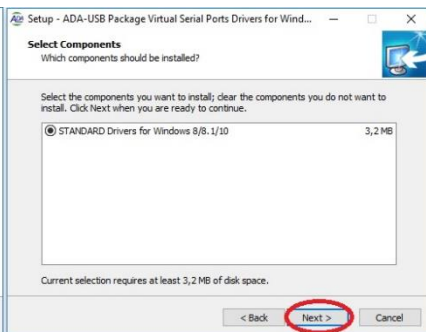 ADA Setup - ADA-USB Package Virtual Serial Ports Drivers for Wind...
Select Components
Which components should be installed?
Select the components you want to install; clear the components you do not want to
install. Click Next when you are ready to continue.
STANDARD Drivers for Windows 8/8.1/10 3,2 MB
Current selection requires at least 3,2 MB of disk space.
< Back Next > Cancel